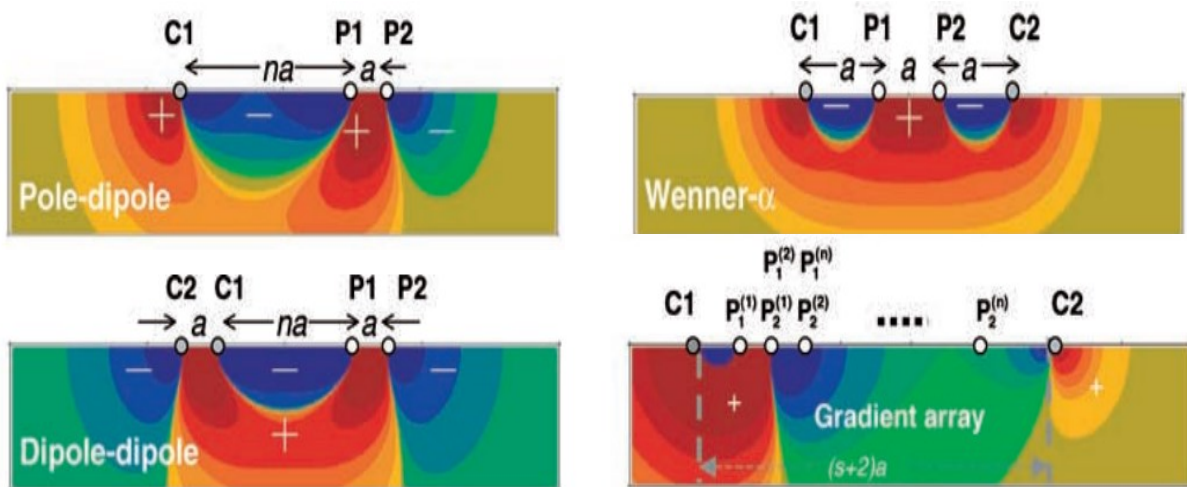 C1 P1 P2
na a
+ − + −
Pole-dipole
C1 P1 P2 C2
a a a
− + −
Wenner-α
C2 C1 P1 P2
a na a
− − −
+
Dipole-dipole
P₁⁽²⁾ P₁⁽ⁿ⁾
C1 P₁⁽¹⁾ P₂⁽¹⁾ P₂⁽²⁾ ..... P₂⁽ⁿ⁾ C2
+ +
Gradient array
(s+2)a